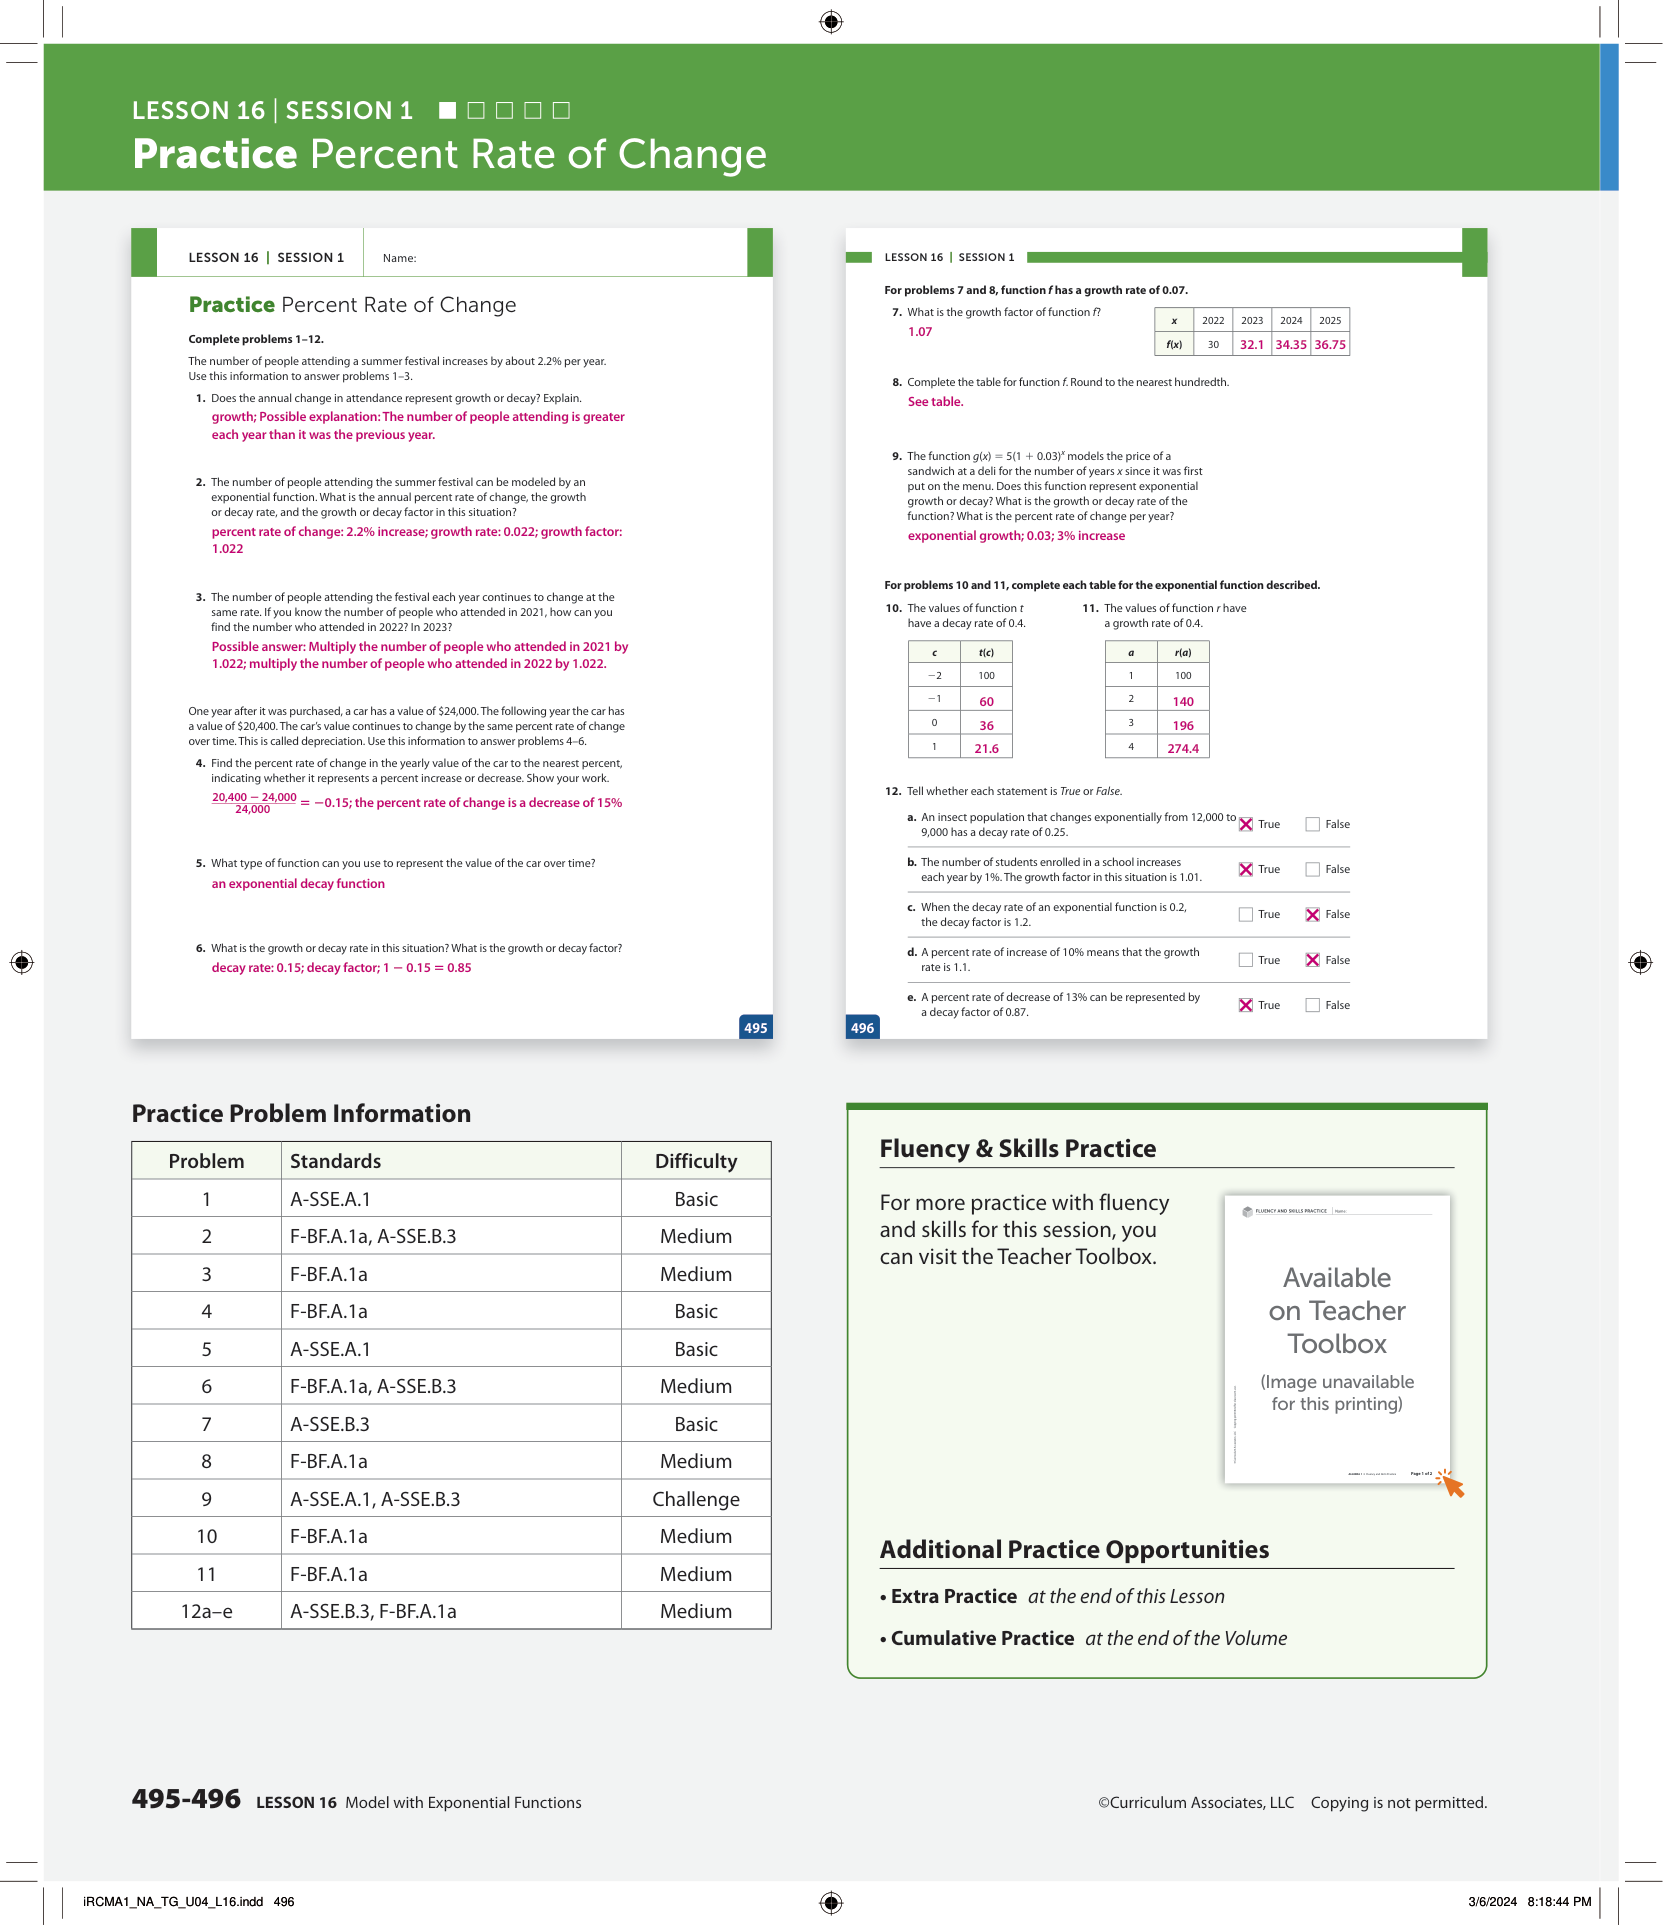 LESSON 16 | SESSION 1
Practice Percent Rate of Change
LESSON 16 | SESSION 1
Name:
Practice Percent Rate of Change
Complete problems 1–12.
The number of people attending a summer festival increases by about 2.2% per year.
Use this information to answer problems 1–3.
1. Does the annual change in attendance represent growth or decay? Explain.
growth; Possible explanation: The number of people attending is greater
each year than it was the previous year.
2. The number of people attending the summer festival can be modeled by an
exponential function. What is the annual percent rate of change, the growth
or decay rate, and the growth or decay factor in this situation?
percent rate of change: 2.2% increase; growth rate: 0.022; growth factor:
1.022
3. The number of people attending the festival each year continues to change at the
same rate. If you know the number of people who attended in 2021, how can you
find the number who attended in 2022? In 2023?
Possible answer: Multiply the number of people who attended in 2021 by
1.022; multiply the number of people who attended in 2022 by 1.022.
One year after it was purchased, a car has a value of $24,000. The following year the car has
a value of $20,400. The car's value continues to change by the same percent rate of change
over time. This is called depreciation. Use this information to answer problems 4–6.
4. Find the percent rate of change in the yearly value of the car to the nearest percent,
indicating whether it represents a percent increase or decrease. Show your work.
20,400 − 24,000
24,000
= −0.15; the percent rate of change is a decrease of 15%
5. What type of function can you use to represent the value of the car over time?
an exponential decay function
6. What is the growth or decay rate in this situation? What is the growth or decay factor?
decay rate: 0.15; decay factor; 1 − 0.15 = 0.85
495
LESSON 16 | SESSION 1
For problems 7 and 8, function f has a growth rate of 0.07.
7. What is the growth factor of function f?
1.07
x 2022 2023 2024 2025
f(x) 30 32.1 34.35 36.75
8. Complete the table for function f. Round to the nearest hundredth.
See table.
9. The function g(x) = 5(1 + 0.03)ˣ models the price of a
sandwich at a deli for the number of years x since it was first
put on the menu. Does this function represent exponential
growth or decay? What is the growth or decay rate of the
function? What is the percent rate of change per year?
exponential growth; 0.03; 3% increase
For problems 10 and 11, complete each table for the exponential function described.
10. The values of function t
have a decay rate of 0.4.
c t(c)
−2 100
−1 60
0 36
1 21.6
11. The values of function r have
a growth rate of 0.4.
a r(a)
1 100
2 140
3 196
4 274.4
12. Tell whether each statement is True or False.
a. An insect population that changes exponentially from 12,000 to
9,000 has a decay rate of 0.25.
True False
b. The number of students enrolled in a school increases
each year by 1%. The growth factor in this situation is 1.01.
True False
c. When the decay rate of an exponential function is 0.2,
the decay factor is 1.2.
True False
d. A percent rate of increase of 10% means that the growth
rate is 1.1.
True False
e. A percent rate of decrease of 13% can be represented by
a decay factor of 0.87.
True False
496
Practice Problem Information
Problem Standards Difficulty
1 A-SSE.A.1 Basic
2 F-BF.A.1a, A-SSE.B.3 Medium
3 F-BF.A.1a Medium
4 F-BF.A.1a Basic
5 A-SSE.A.1 Basic
6 F-BF.A.1a, A-SSE.B.3 Medium
7 A-SSE.B.3 Basic
8 F-BF.A.1a Medium
9 A-SSE.A.1, A-SSE.B.3 Challenge
10 F-BF.A.1a Medium
11 F-BF.A.1a Medium
12a–e A-SSE.B.3, F-BF.A.1a Medium
Fluency & Skills Practice
For more practice with fluency
and skills for this session, you
can visit the Teacher Toolbox.
FLUENCY AND SKILLS PRACTICE | Name:
Available
on Teacher
Toolbox
(Image unavailable
for this printing)
Page 1 of 2
Additional Practice Opportunities
• Extra Practice at the end of this Lesson
• Cumulative Practice at the end of the Volume
495-496 LESSON 16 Model with Exponential Functions
©Curriculum Associates, LLC Copying is not permitted.
iRCMA1_NA_TG_U04_L16.indd 496
3/6/2024 8:18:44 PM